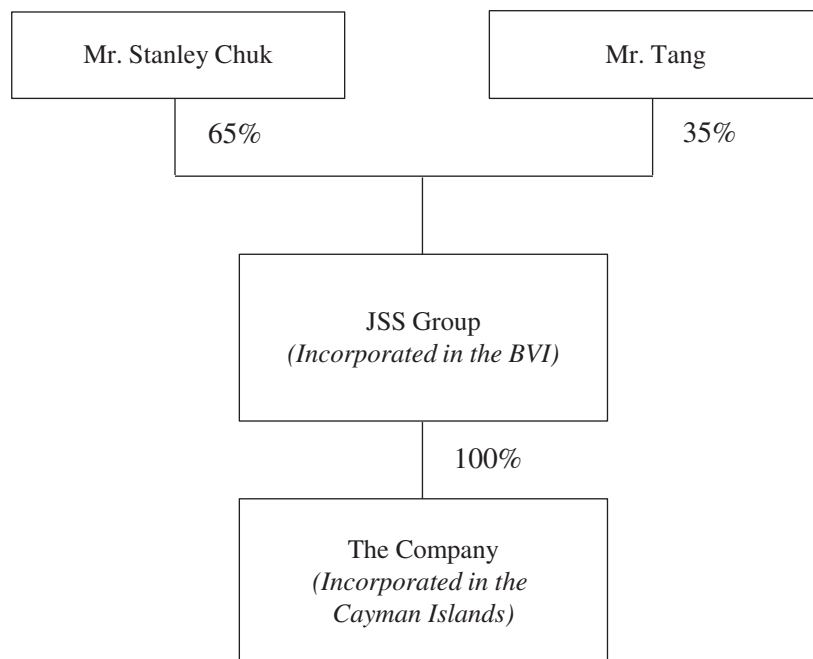 Mr. Stanley Chuk
Mr. Tang
65%
35%
JSS Group
(Incorporated in the BVI)
100%
The Company
(Incorporated in the
Cayman Islands)